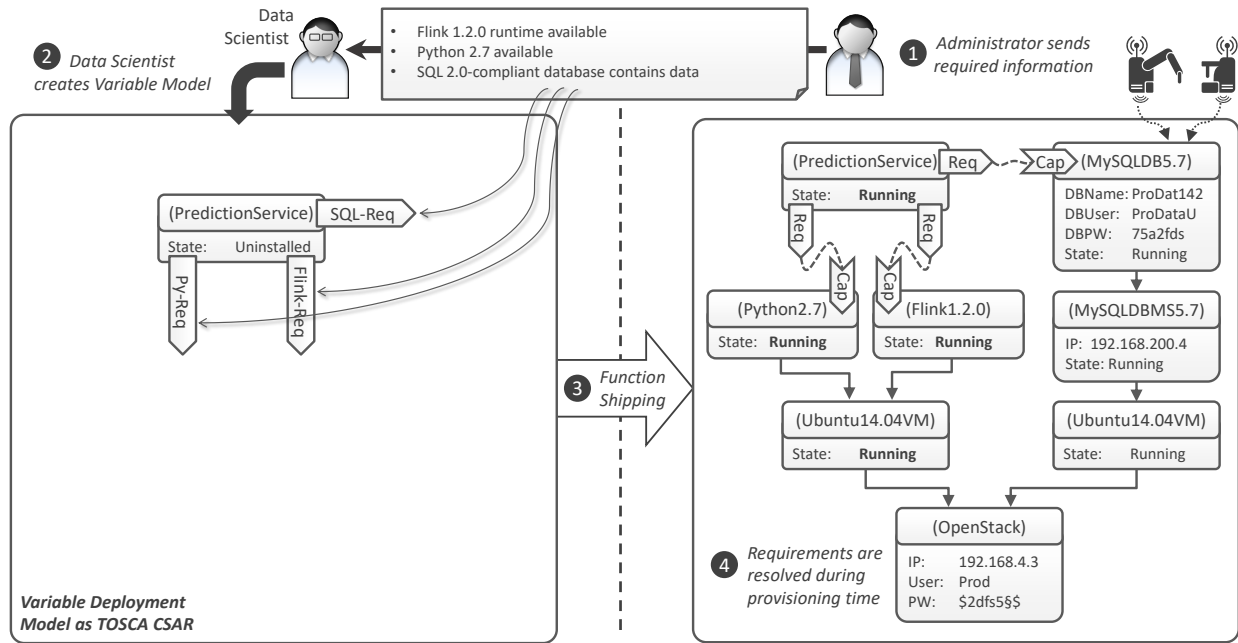 Data
Scientist
• Flink 1.2.0 runtime available
• Python 2.7 available
• SQL 2.0-compliant database contains data
2 Data Scientist
creates Variable Model
1 Administrator sends
required information
(PredictionService)
SQL-Req
State: Uninstalled
Py-Req
Flink-Req
Variable Deployment
Model as TOSCA CSAR
3 Function
Shipping
(PredictionService)
Req
Cap
State: Running
Req
Req
Cap
Cap
(MySQLDB5.7)
DBName: ProDat142
DBUser: ProDataU
DBPW: 75a2fds
State: Running
(Python2.7)
State: Running
(Flink1.2.0)
State: Running
(MySQLDBMS5.7)
IP: 192.168.200.4
State: Running
(Ubuntu14.04VM)
State: Running
(Ubuntu14.04VM)
State: Running
(OpenStack)
IP: 192.168.4.3
User: Prod
PW: $2dfs5§$
4 Requirements are
resolved during
provisioning time